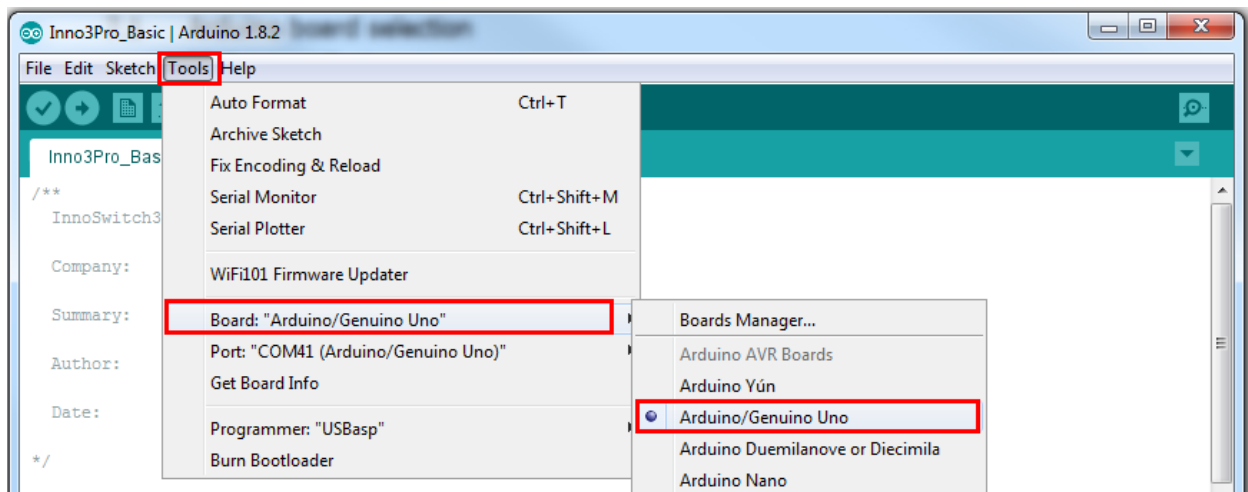 Inno3Pro_Basic | Arduino 1.8.2 board selection
File Edit Sketch Tools Help
Inno3Pro_Bas
/**
InnoSwitch3
Company:
Summary:
Author:
Date:
*/
Auto Format Ctrl+T
Archive Sketch
Fix Encoding & Reload
Serial Monitor Ctrl+Shift+M
Serial Plotter Ctrl+Shift+L
WiFi101 Firmware Updater
Board: "Arduino/Genuino Uno"
Port: "COM41 (Arduino/Genuino Uno)"
Get Board Info
Programmer: "USBasp"
Burn Bootloader
Boards Manager...
Arduino AVR Boards
Arduino Yún
Arduino/Genuino Uno
Arduino Duemilanove or Diecimila
Arduino Nano